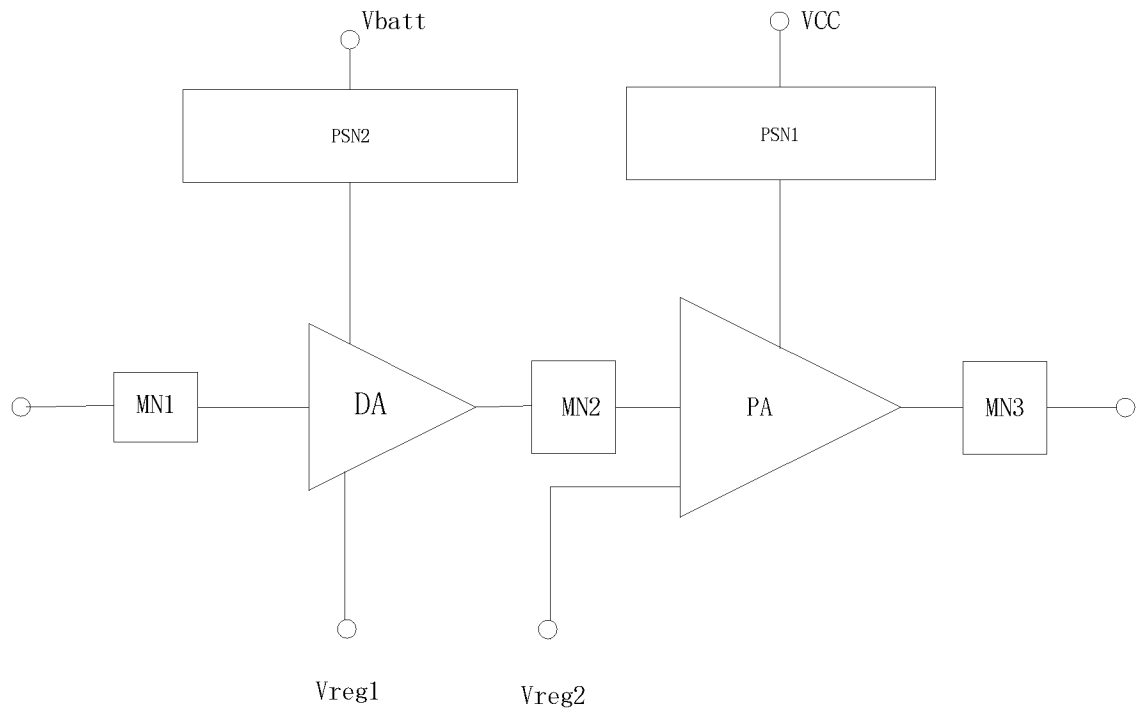 Vbatt
VCC
PSN2
PSN1
MN1
DA
MN2
PA
MN3
Vreg1
Vreg2